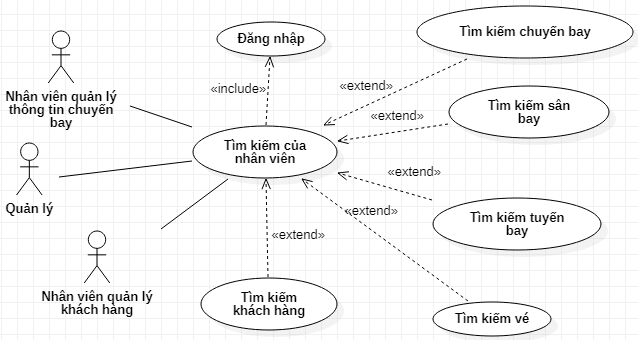 Đăng nhập
Tìm kiếm chuyến bay
Nhân viên quản lý
thông tin chuyến
bay
«include»
«extend»
Tìm kiếm sân
bay
«extend»
Tìm kiếm của
nhân viên
Quản lý
«extend»
Tìm kiếm tuyến
bay
«extend»
«extend»
Nhân viên quản lý
khách hàng
Tìm kiếm
khách hàng
Tìm kiếm vé